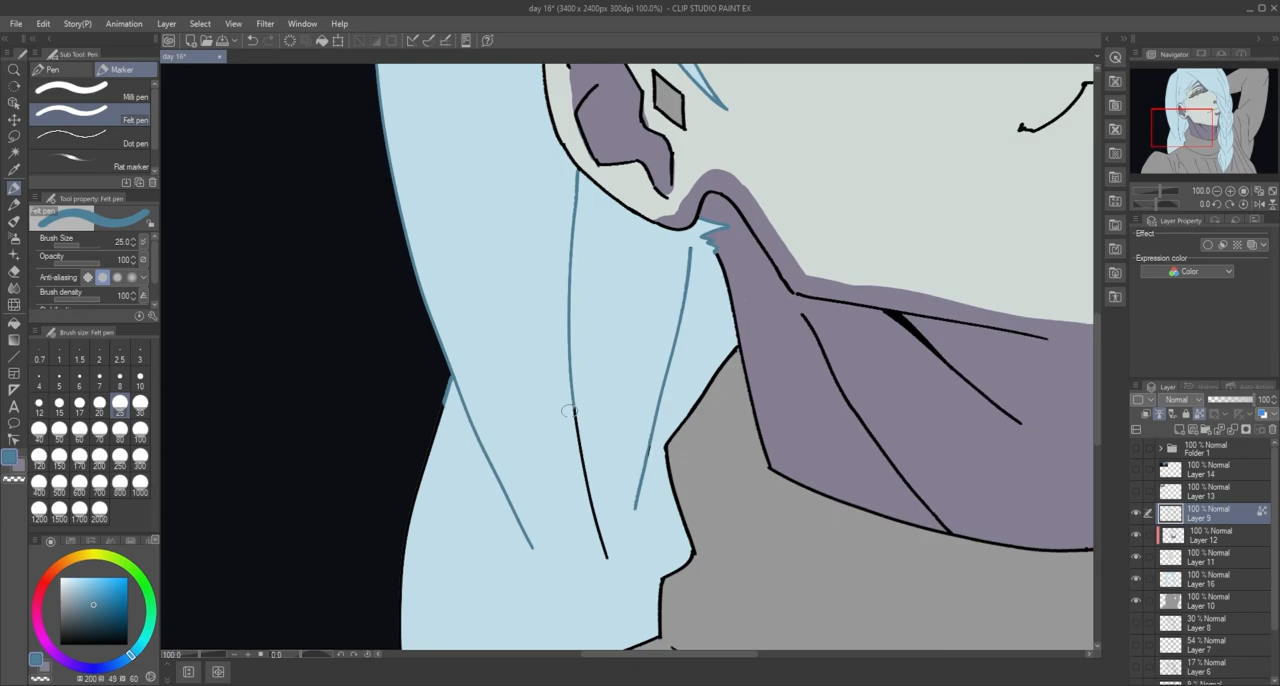 day 16* (3400 x 2400px 300dpi 100.0%) - CLIP STUDIO PAINT EX
File Edit Story(P) Animation Layer Select View Filter Window Help
Sub Tool: Pen
day 16*
Pen Marker
Milli pen
Felt pen
Dot pen
Flat marker
Tool property: Felt pen
Felt pen
Brush Size 25.0
Opacity 100
Anti-aliasing
Brush density 100
Brush size: Felt pen
0.7 1 1.5 2 2.5 3
4 5 6 7 8 10
12 15 17 20 25 30
40 50 60 70 80 100
120 150 170 200 250 300
400 500 600 700 800 1000
1200 1500 1700 2000
200 49 60
100.0 0.0
Navigator
100.0
0.0
Layer Property
Effect
Expression color
Color
Layer History Auto Action
Normal 100
100 % Normal
Folder 1
100 % Normal
Layer 14
100 % Normal
Layer 13
100 % Normal
Layer 9
100 % Normal
Layer 12
100 % Normal
Layer 11
100 % Normal
Layer 16
100 % Normal
Layer 10
30 % Normal
Layer 8
54 % Normal
Layer 7
17 % Normal
Layer 6